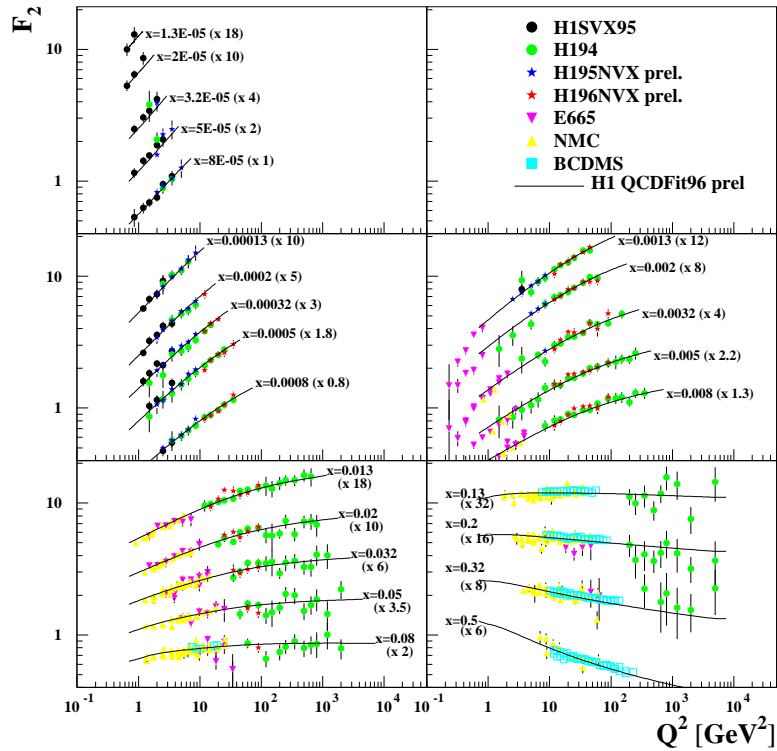 F2
10
1
x=1.3E-05 (x 18)
x=2E-05 (x 10)
x=3.2E-05 (x 4)
x=5E-05 (x 2)
x=8E-05 (x 1)
H1SVX95
H194
H195NVX prel.
H196NVX prel.
E665
NMC
BCDMS
H1 QCDFit96 prel
10
1
x=0.00013 (x 10)
x=0.0002 (x 5)
x=0.00032 (x 3)
x=0.0005 (x 1.8)
x=0.0008 (x 0.8)
x=0.0013 (x 12)
x=0.002 (x 8)
x=0.0032 (x 4)
x=0.005 (x 2.2)
x=0.008 (x 1.3)
10
1
x=0.013
(x 18)
x=0.02
(x 10)
x=0.032
(x 6)
x=0.05
(x 3.5)
x=0.08
(x 2)
x=0.13
(x 32)
x=0.2
(x 16)
x=0.32
(x 8)
x=0.5
(x 6)
10^-1 1 10 10^2 10^3 10^-1 1 10 10^2 10^3 10^4
Q^2 [GeV^2]